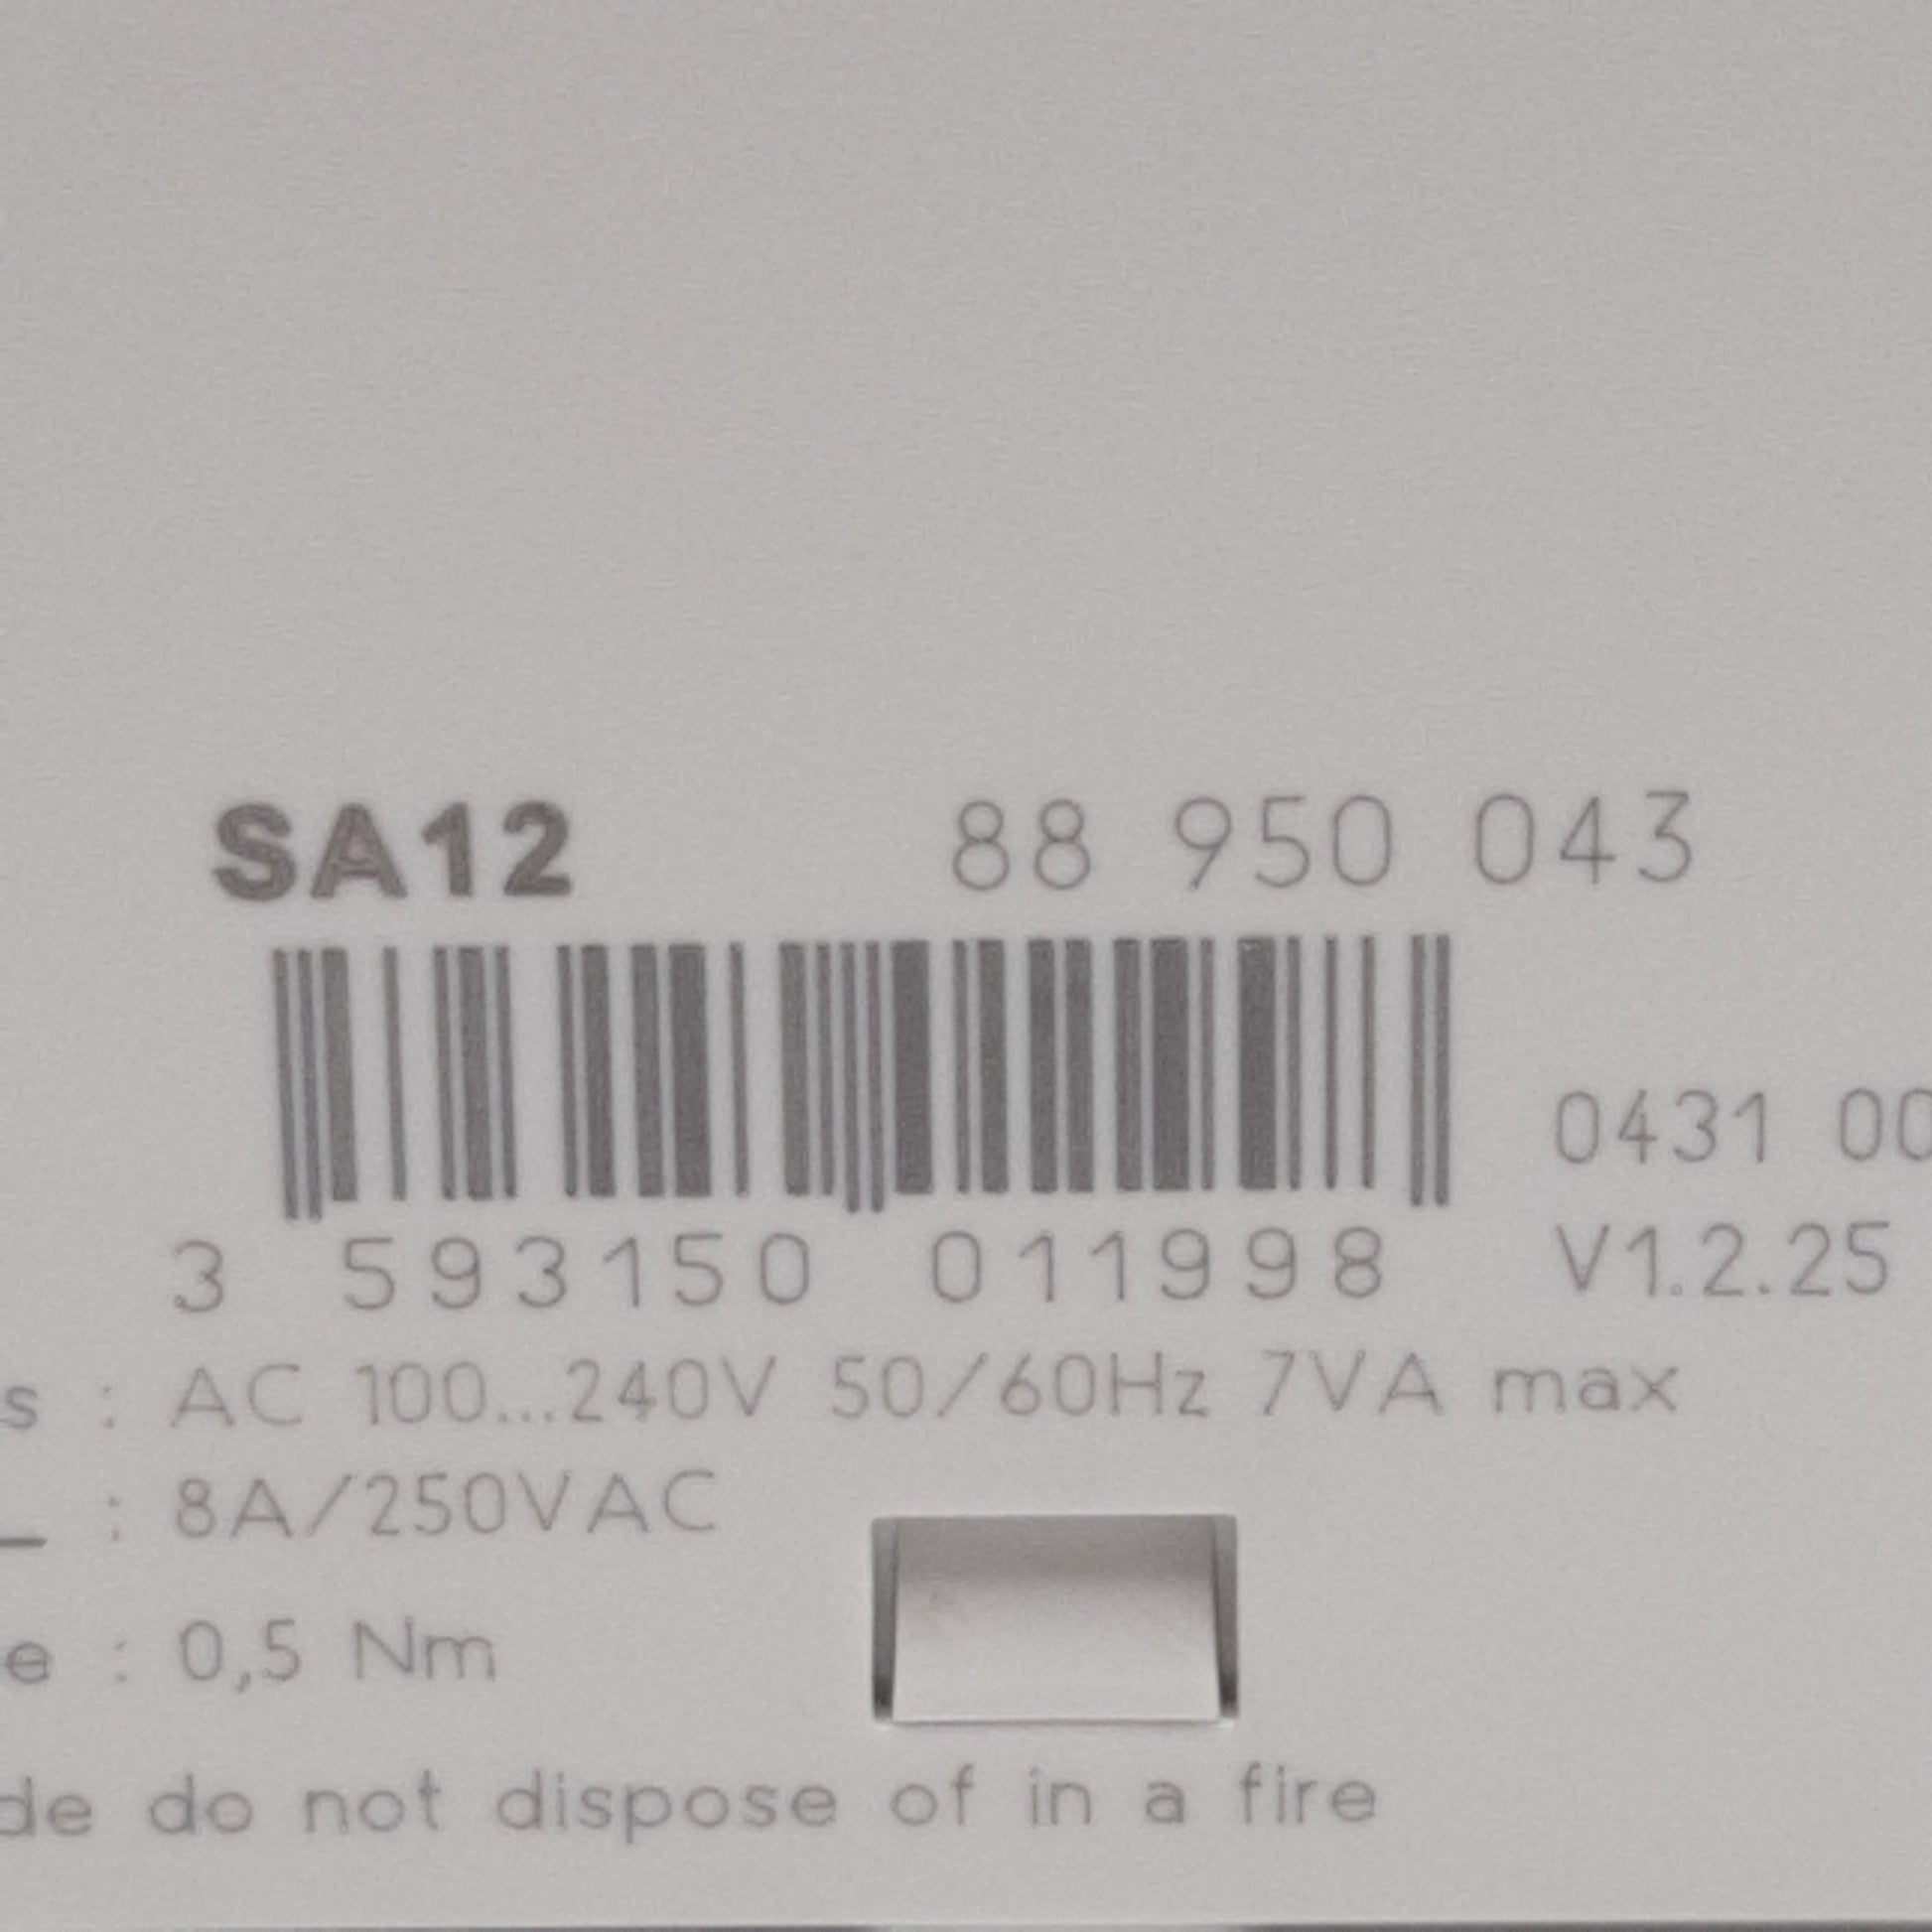 SA12 88 950 043
0431 00
3 593150 011998 V1.2.25
s : AC 100...240V 50/60Hz 7VA max
: 8A/250VAC
e : 0,5 Nm
de do not dispose of in a fire